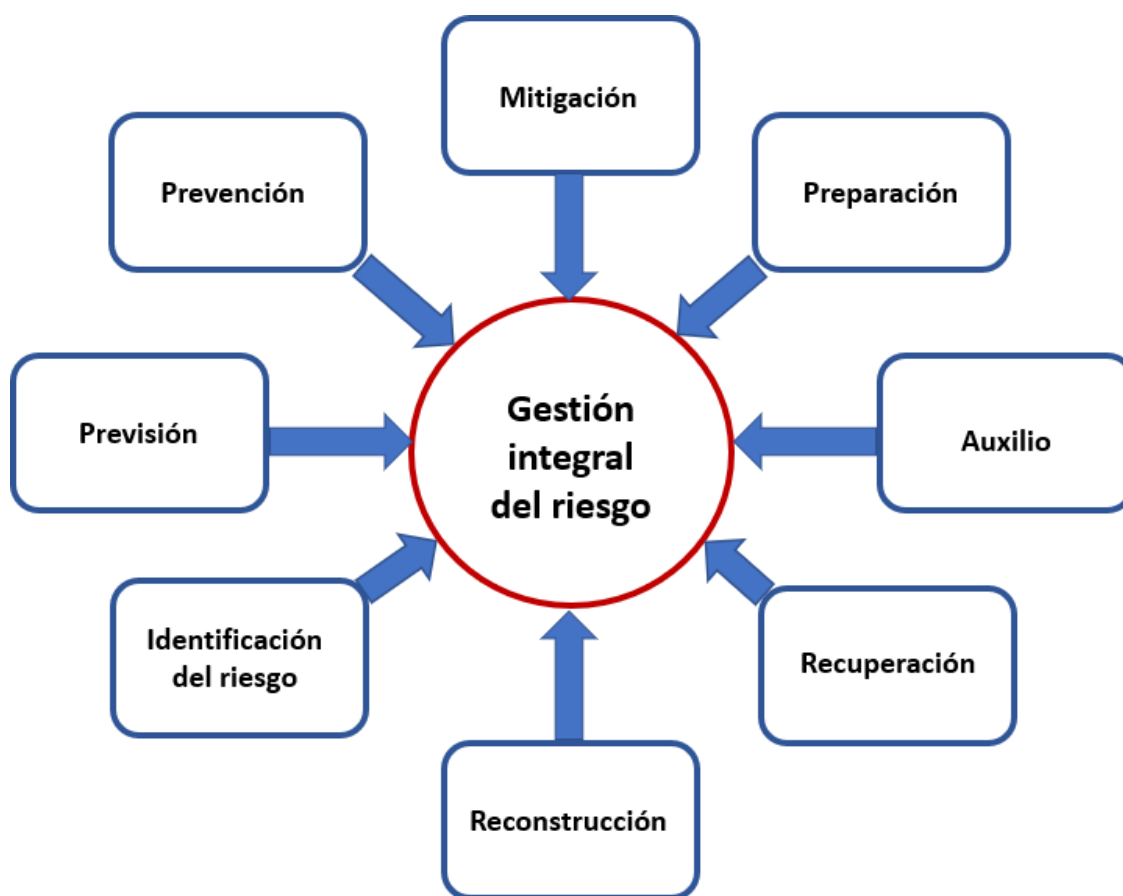 Mitigación
Prevención
Preparación
Previsión
Gestión
integral
del riesgo
Auxilio
Identificación
del riesgo
Recuperación
Reconstrucción